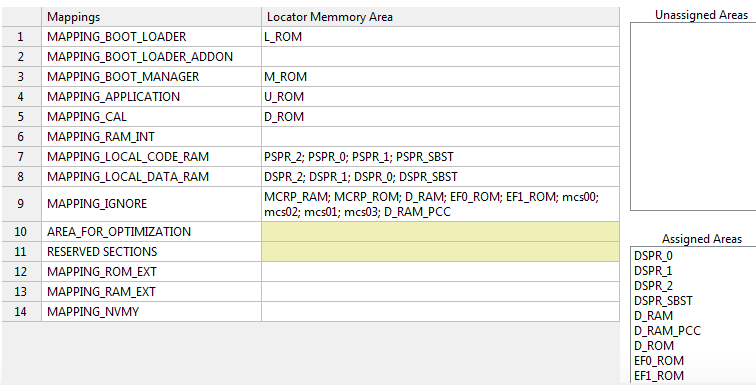 Mappings Locator Memmory Area
1 MAPPING_BOOT_LOADER L_ROM
2 MAPPING_BOOT_LOADER_ADDON
3 MAPPING_BOOT_MANAGER M_ROM
4 MAPPING_APPLICATION U_ROM
5 MAPPING_CAL D_ROM
6 MAPPING_RAM_INT
7 MAPPING_LOCAL_CODE_RAM PSPR_2; PSPR_0; PSPR_1; PSPR_SBST
8 MAPPING_LOCAL_DATA_RAM DSPR_2; DSPR_1; DSPR_0; DSPR_SBST
9 MAPPING_IGNORE MCRP_RAM; MCRP_ROM; D_RAM; EF0_ROM; EF1_ROM; mcs00;
mcs02; mcs01; mcs03; D_RAM_PCC
10 AREA_FOR_OPTIMIZATION
11 RESERVED SECTIONS
12 MAPPING_ROM_EXT
13 MAPPING_RAM_EXT
14 MAPPING_NVMY
Unassigned Areas
Assigned Areas
DSPR_0
DSPR_1
DSPR_2
DSPR_SBST
D_RAM
D_RAM_PCC
D_ROM
EF0_ROM
EF1_ROM